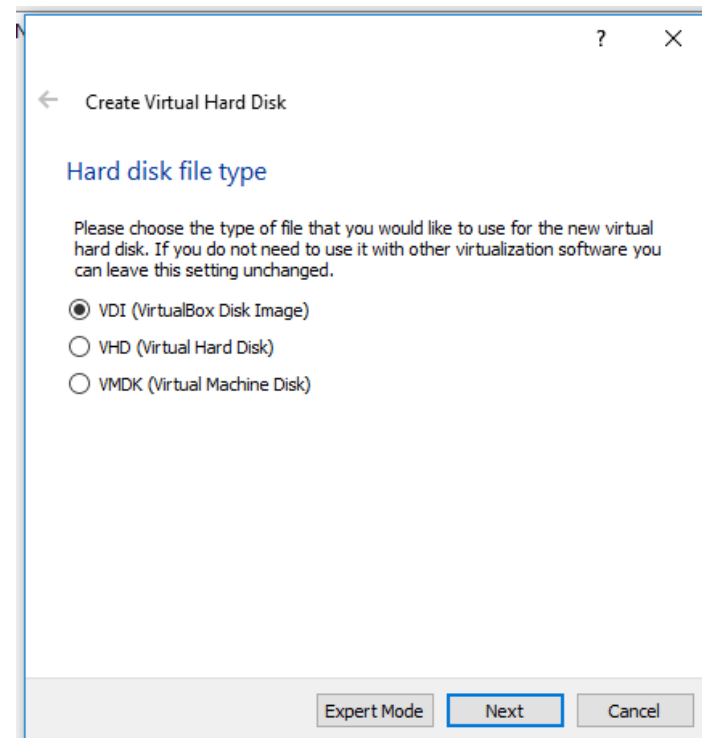 ?
Create Virtual Hard Disk
Hard disk file type
Please choose the type of file that you would like to use for the new virtual
hard disk. If you do not need to use it with other virtualization software you
can leave this setting unchanged.
VDI (VirtualBox Disk Image)
VHD (Virtual Hard Disk)
VMDK (Virtual Machine Disk)
Expert Mode Next Cancel